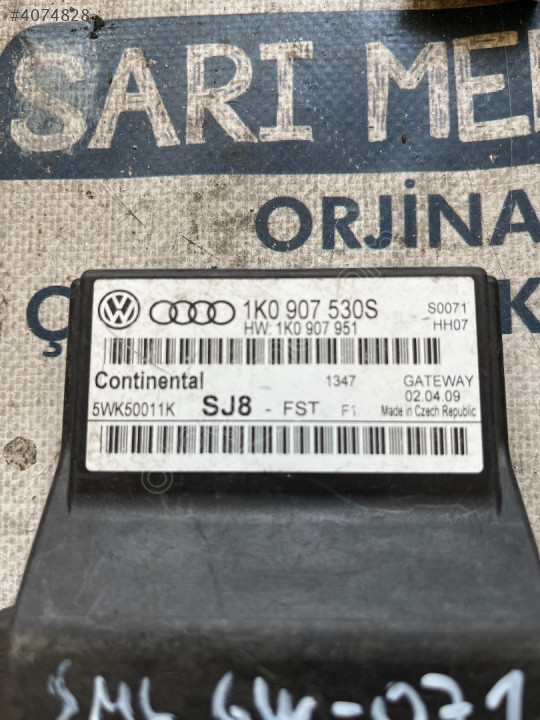 #4074828
SARI
ORJİNA
1K0 907 530S
S0071
HW: 1K0 907 951
HH07
Continental
1347
GATEWAY
02.04.09
5WK50011K
SJ8 - FST F1
Made in Czech Republic